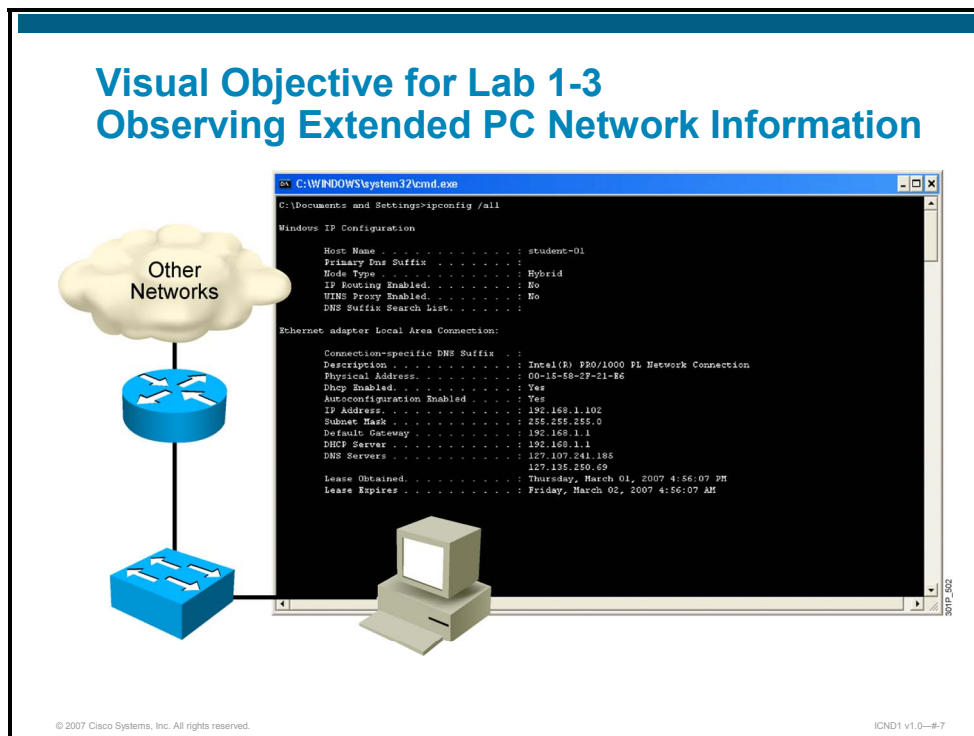 Visual Objective for Lab 1-3
Observing Extended PC Network Information
C:\WINDOWS\system32\cmd.exe
C:\Documents and Settings>ipconfig /all
Windows IP Configuration
Host Name . . . . . . . . . . . . : student-01
Primary Dns Suffix . . . . . . . :
Node Type . . . . . . . . . . . . : Hybrid
IP Routing Enabled. . . . . . . . : No
WINS Proxy Enabled. . . . . . . . : No
DNS Suffix Search List. . . . . . :
Ethernet adapter Local Area Connection:
Connection-specific DNS Suffix . :
Description . . . . . . . . . . . : Intel(R) PRO/1000 PL Network Connection
Physical Address. . . . . . . . . : 00-15-58-2F-21-E6
Dhcp Enabled. . . . . . . . . . . : Yes
Autoconfiguration Enabled . . . . : Yes
IP Address. . . . . . . . . . . . : 192.168.1.102
Subnet Mask . . . . . . . . . . . : 255.255.255.0
Default Gateway . . . . . . . . . : 192.168.1.1
DHCP Server . . . . . . . . . . . : 192.168.1.1
DNS Servers . . . . . . . . . . . : 127.107.241.185
127.135.250.69
Lease Obtained. . . . . . . . . . : Thursday, March 01, 2007 4:56:07 PM
Lease Expires . . . . . . . . . . : Friday, March 02, 2007 4:56:07 AM
Other
Networks
301P_502
© 2007 Cisco Systems, Inc. All rights reserved.
ICND1 v1.0—#-7